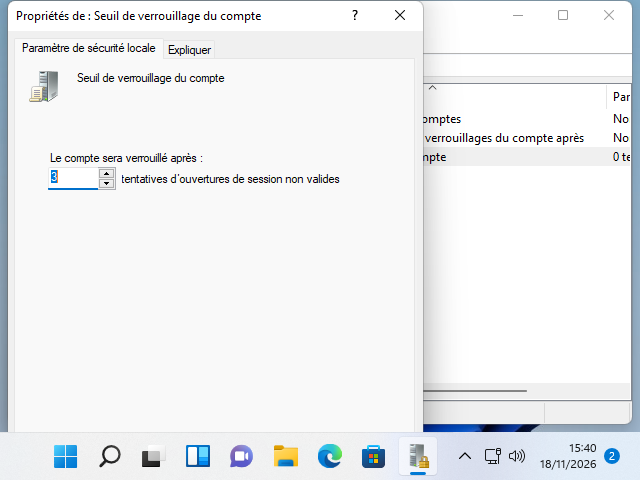 Propriétés de : Seuil de verrouillage du compte
?
Paramètre de sécurité locale
Expliquer
Seuil de verrouillage du compte
Le compte sera verrouillé après :
3
tentatives d'ouvertures de session non valides
Par
omptes
No
verrouillages du compte après
No
mpte
0 te
15:40
18/11/2026
2